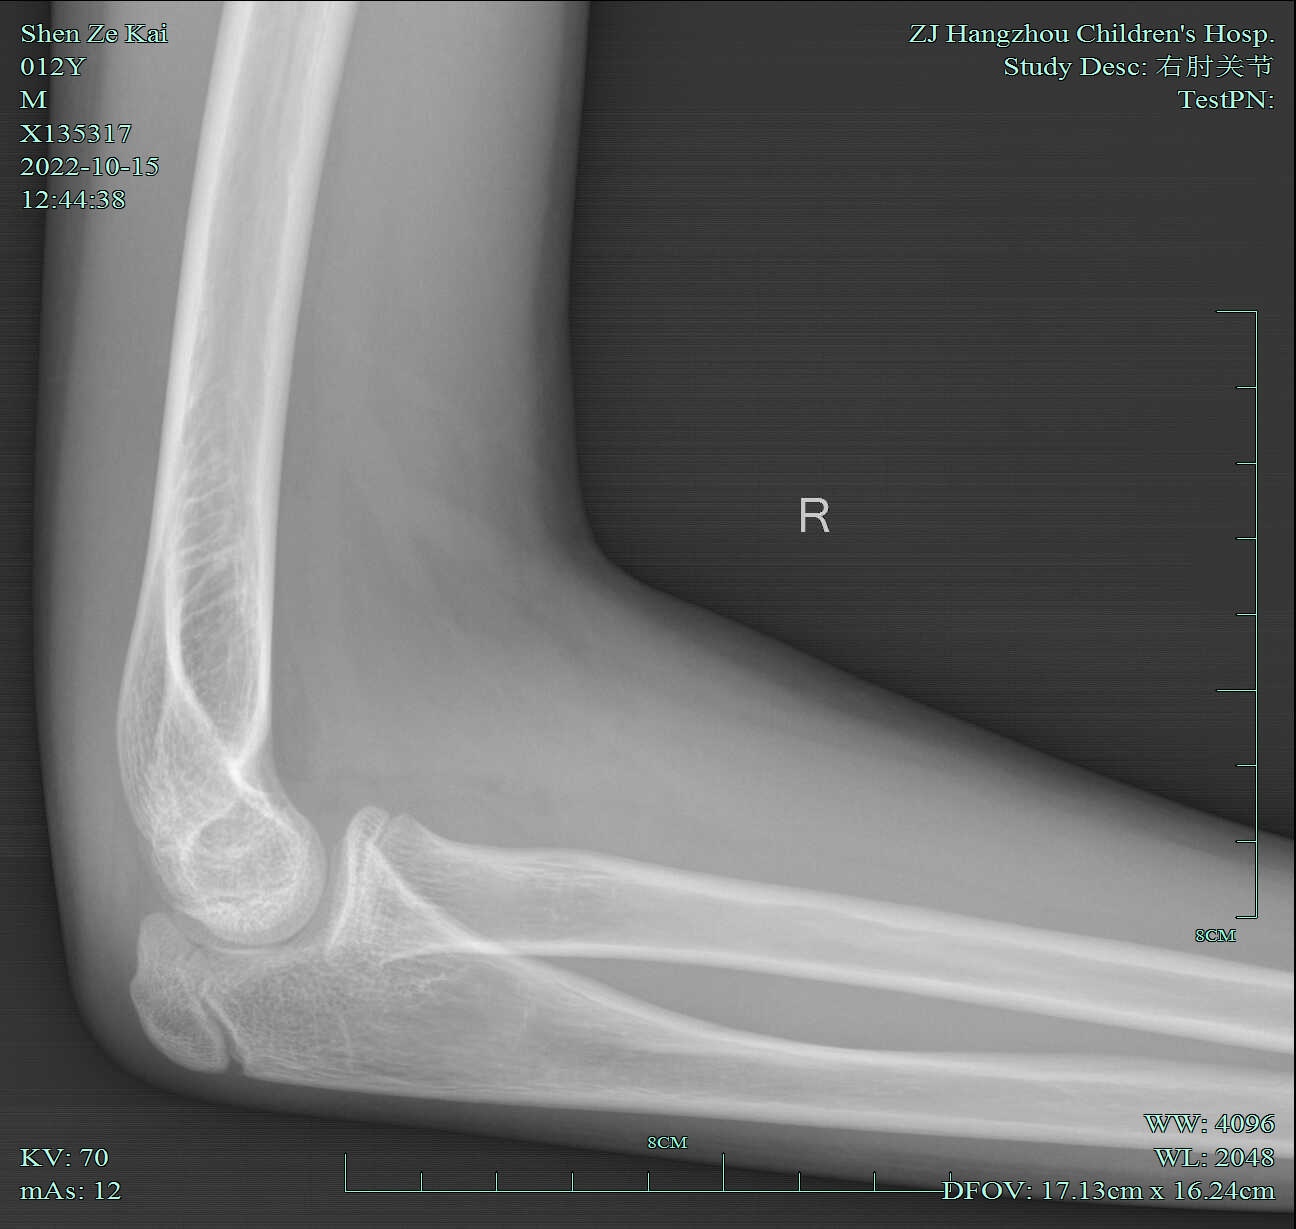 Shen Ze Kai
012Y
M
X135317
2022-10-15
12:44:38
ZJ Hangzhou Children's Hosp.
Study Desc: 右肘关节
TestPN:
R
8CM
8CM
KV: 70
mAs: 12
WW: 4096
WL: 2048
DFOV: 17.13cm x 16.24cm